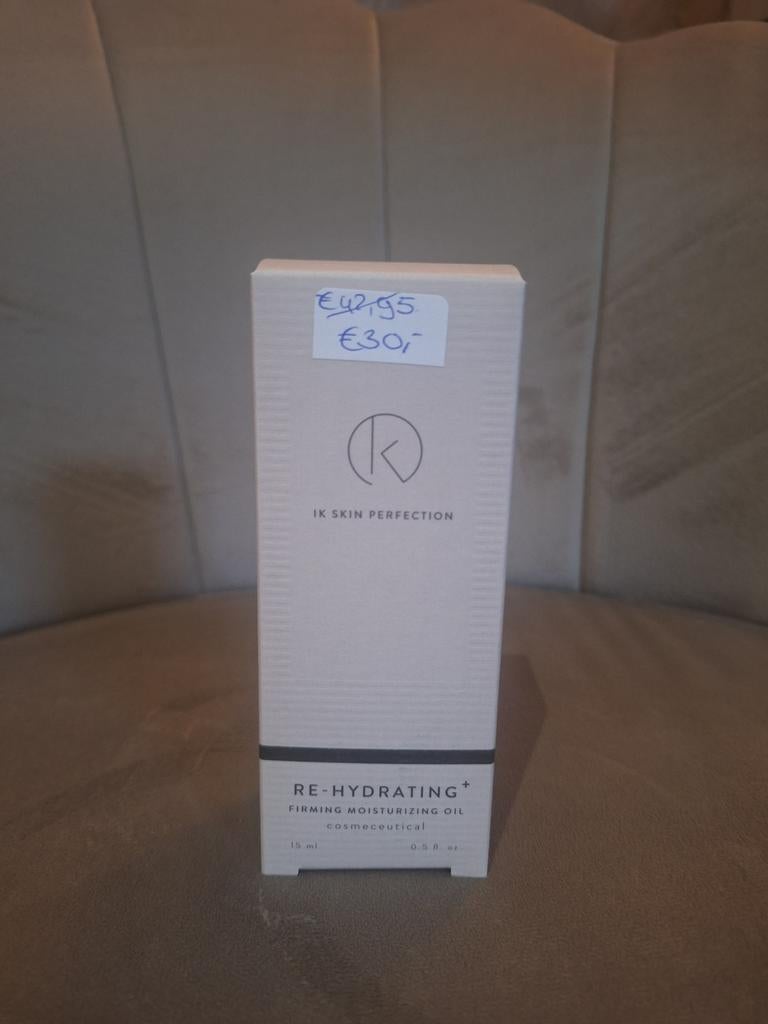 €42,95
€30,-
k
IK SKIN PERFECTION
RE-HYDRATING+
FIRMING MOISTURIZING OIL
cosmeceutical
15 ml 0.5 fl. oz